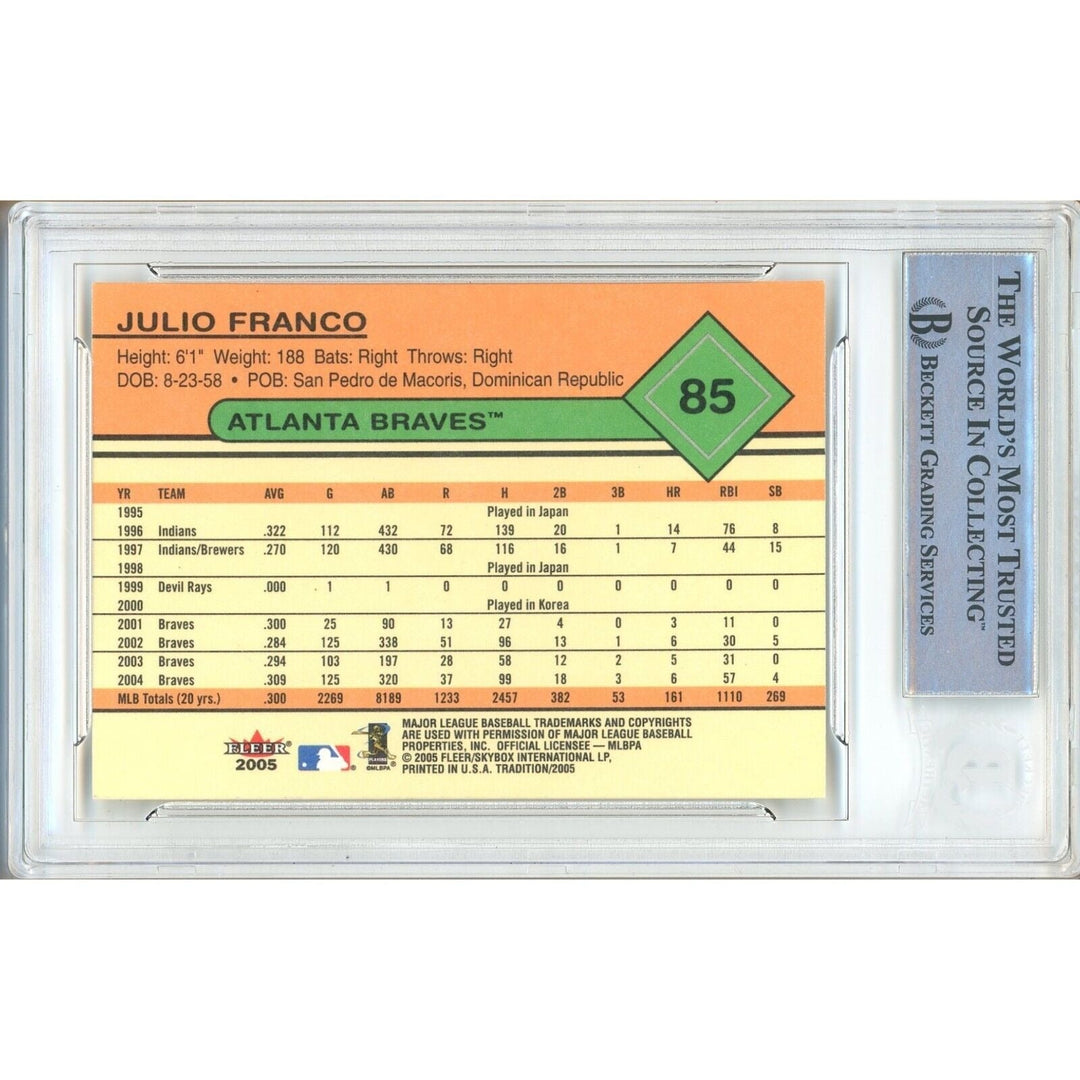 JULIO FRANCO
Height: 6'1" Weight: 188 Bats: Right Throws: Right
DOB: 8-23-58 • POB: San Pedro de Macoris, Dominican Republic
85
ATLANTA BRAVES™
YR TEAM AVG G AB R H 2B 3B HR RBI SB
1995 Played in Japan
1996 Indians .322 112 432 72 139 20 1 14 76 8
1997 Indians/Brewers .270 120 430 68 116 16 1 7 44 15
1998 Played in Japan
1999 Devil Rays .000 1 1 0 0 0 0 0 0 0
2000 Played in Korea
2001 Braves .300 25 90 13 27 4 0 3 11 0
2002 Braves .284 125 338 51 96 13 1 6 30 5
2003 Braves .294 103 197 28 58 12 2 5 31 0
2004 Braves .309 125 320 37 99 18 3 6 57 4
MLB Totals (20 yrs.) .300 2269 8189 1233 2457 382 53 161 1110 269
FLEER®
2005
®
PLAYERS
©MLBPA
®
MAJOR LEAGUE BASEBALL TRADEMARKS AND COPYRIGHTS
ARE USED WITH PERMISSION OF MAJOR LEAGUE BASEBALL
PROPERTIES, INC. OFFICIAL LICENSEE — MLBPA
© 2005 FLEER/SKYBOX INTERNATIONAL LP,
PRINTED IN U.S.A. TRADITION/2005
THE WORLD'S MOST TRUSTED
SOURCE IN COLLECTING™
B BECKETT GRADING SERVICES